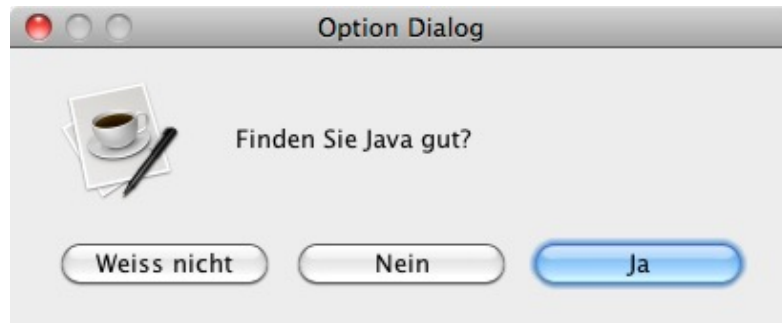 Option Dialog
Finden Sie Java gut?
Weiss nicht Nein Ja